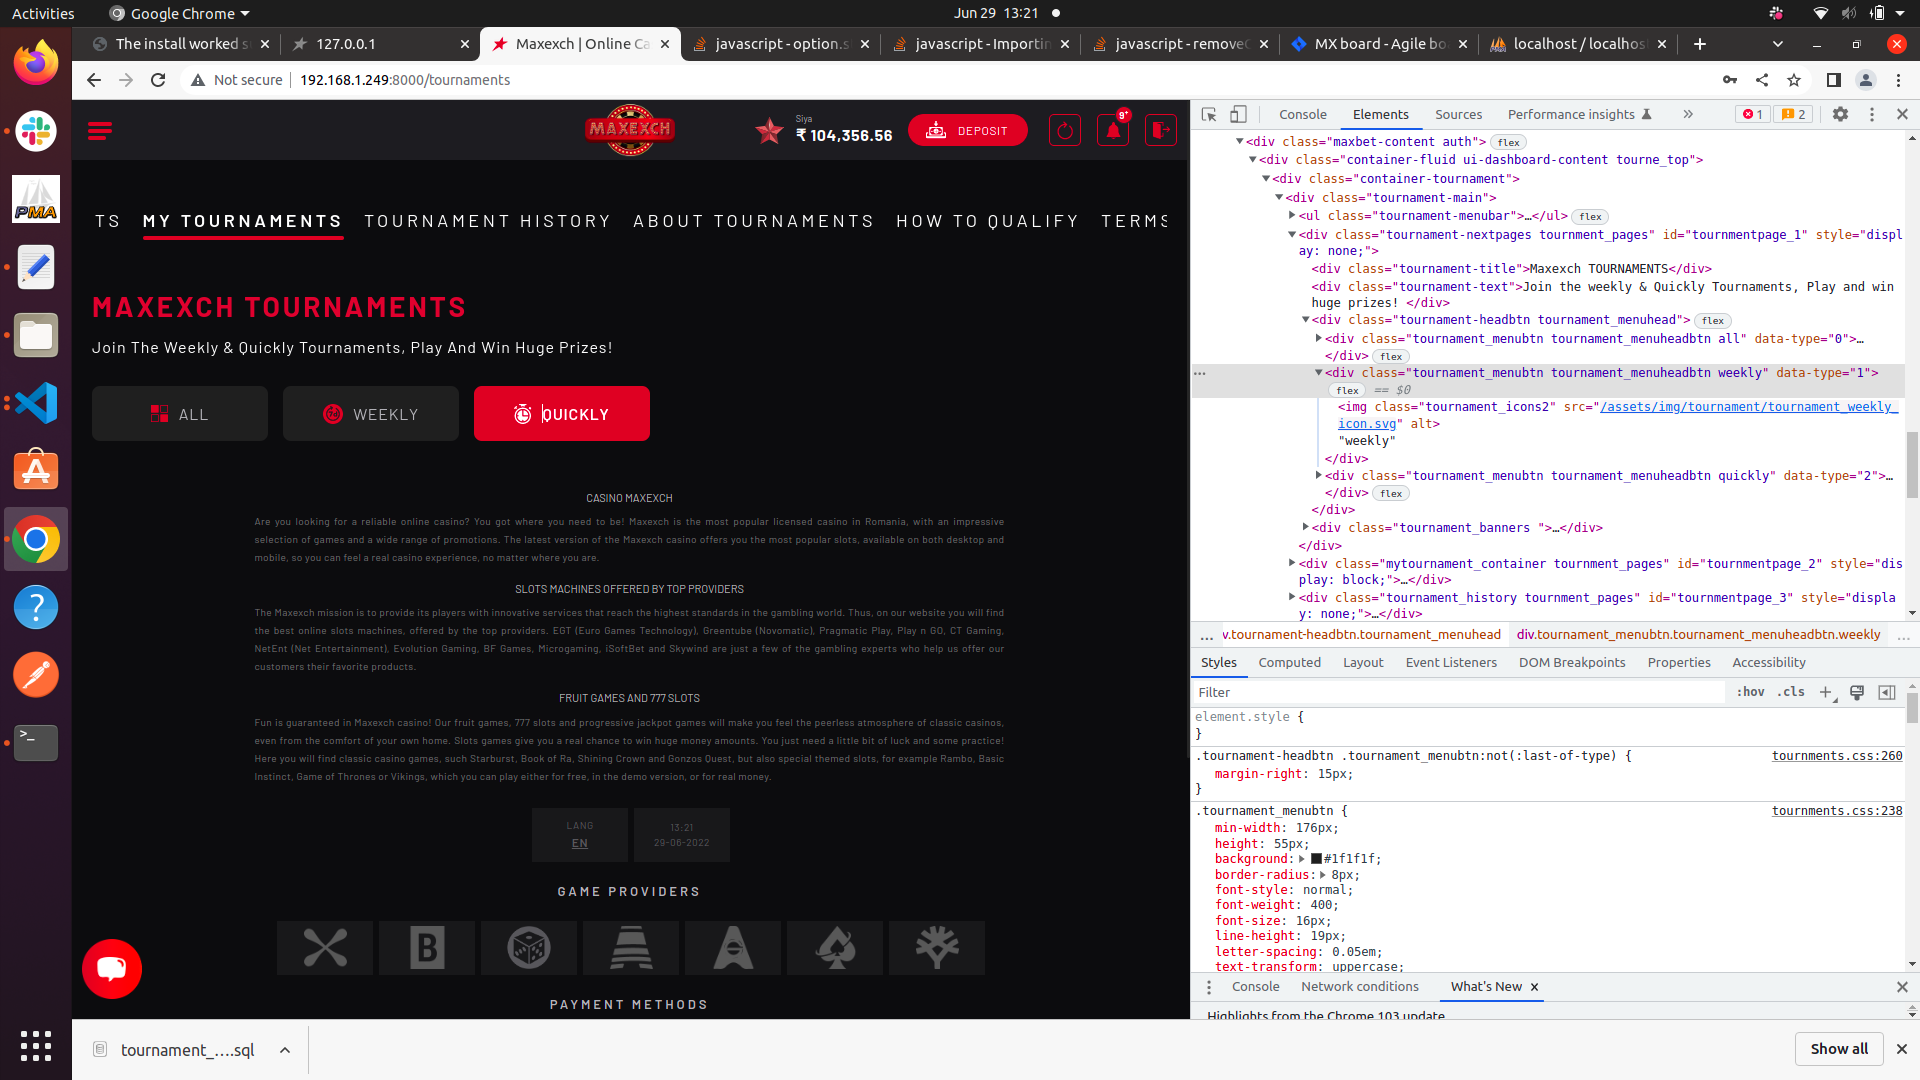 Activities
Google Chrome
Jun 29 13:21
The install worked s
127.0.0.1
Maxexch | Online Ca
javascript - option.s
javascript - Importin
javascript - remove
MX board - Agile bo
localhost / localhos
Not secure
192.168.1.249:8000/tournaments
MAXEXCH
Siya
₹ 104,356.56
DEPOSIT
9+
TS
MY TOURNAMENTS
TOURNAMENT HISTORY
ABOUT TOURNAMENTS
HOW TO QUALIFY
TERMS
MAXEXCH TOURNAMENTS
Join The Weekly & Quickly Tournaments, Play And Win Huge Prizes!
ALL
WEEKLY
QUICKLY
CASINO MAXEXCH
Are you looking for a reliable online casino? You got where you need to be! Maxexch is the most popular licensed casino in Romania, with an impressive
selection of games and a wide range of promotions. The latest version of the Maxexch casino offers you the most popular slots, available on both desktop and
mobile, so you can feel a real casino experience, no matter where you are.
SLOTS MACHINES OFFERED BY TOP PROVIDERS
The Maxexch mission is to provide its players with innovative services that reach the highest standards in the gambling world. Thus, on our website you will find
the best online slots machines, offered by the top providers. EGT (Euro Games Technology), Greentube (Novomatic), Pragmatic Play, Play n GO, CT Gaming,
NetEnt (Net Entertainment), Evolution Gaming, BF Games, Microgaming, iSoftBet and Skywind are just a few of the gambling experts who help us offer our
customers their favorite products.
FRUIT GAMES AND 777 SLOTS
Fun is guaranteed in Maxexch casino! Our fruit games, 777 slots and progressive jackpot games will make you feel the peerless atmosphere of classic casinos,
even from the comfort of your own home. Slots games give you a real chance to win huge money amounts. You just need a little bit of luck and some practice!
Here you will find classic casino games, such Starburst, Book of Ra, Shining Crown and Gonzos Quest, but also special themed slots, for example Rambo, Basic
Instinct, Game of Thrones or Vikings, which you can play either for free, in the demo version, or for real money.
LANG
EN
13:21
29-06-2022
GAME PROVIDERS
B
PAYMENT METHODS
PMA
>_
tournament_....sql
Show all
Console
Elements
Sources
Performance insights
»
1
2
<div class="maxbet-content auth"> flex
<div class="container-fluid ui-dashboard-content tourne_top">
<div class="container-tournament">
<div class="tournament-main">
<ul class="tournament-menubar">…</ul> flex
<div class="tournament-nextpages tournment_pages" id="tournmentpage_1" style="displ
ay: none;">
<div class="tournament-title">Maxexch TOURNAMENTS</div>
<div class="tournament-text">Join the weekly & Quickly Tournaments, Play and win
huge prizes! </div>
<div class="tournament-headbtn tournament_menuhead"> flex
<div class="tournament_menubtn tournament_menuheadbtn all" data-type="0">…
</div> flex
… <div class="tournament_menubtn tournament_menuheadbtn weekly" data-type="1">
flex == $0
<img class="tournament_icons2" src="/assets/img/tournament/tournament_weekly_
icon.svg" alt>
"weekly"
</div>
<div class="tournament_menubtn tournament_menuheadbtn quickly" data-type="2">…
</div> flex
</div>
<div class="tournament_banners ">…</div>
</div>
<div class="mytournament_container tournment_pages" id="tournmentpage_2" style="dis
play: block;">…</div>
<div class="tournament_history tournment_pages" id="tournmentpage_3" style="displa
y: none;">…</div>
… v.tournament-headbtn.tournament_menuhead div.tournament_menubtn.tournament_menuheadbtn.weekly …
Styles
Computed
Layout
Event Listeners
DOM Breakpoints
Properties
Accessibility
Filter
:hov
.cls
element.style {
}
.tournament-headbtn .tournament_menubtn:not(:last-of-type) {
tournments.css:260
margin-right: 15px;
}
.tournament_menubtn {
tournments.css:238
min-width: 176px;
height: 55px;
background: #1f1f1f;
border-radius: 8px;
font-style: normal;
font-weight: 400;
font-size: 16px;
line-height: 19px;
letter-spacing: 0.05em;
text-transform: uppercase;
Console
Network conditions
What's New
Highlights from the Chrome 103 update